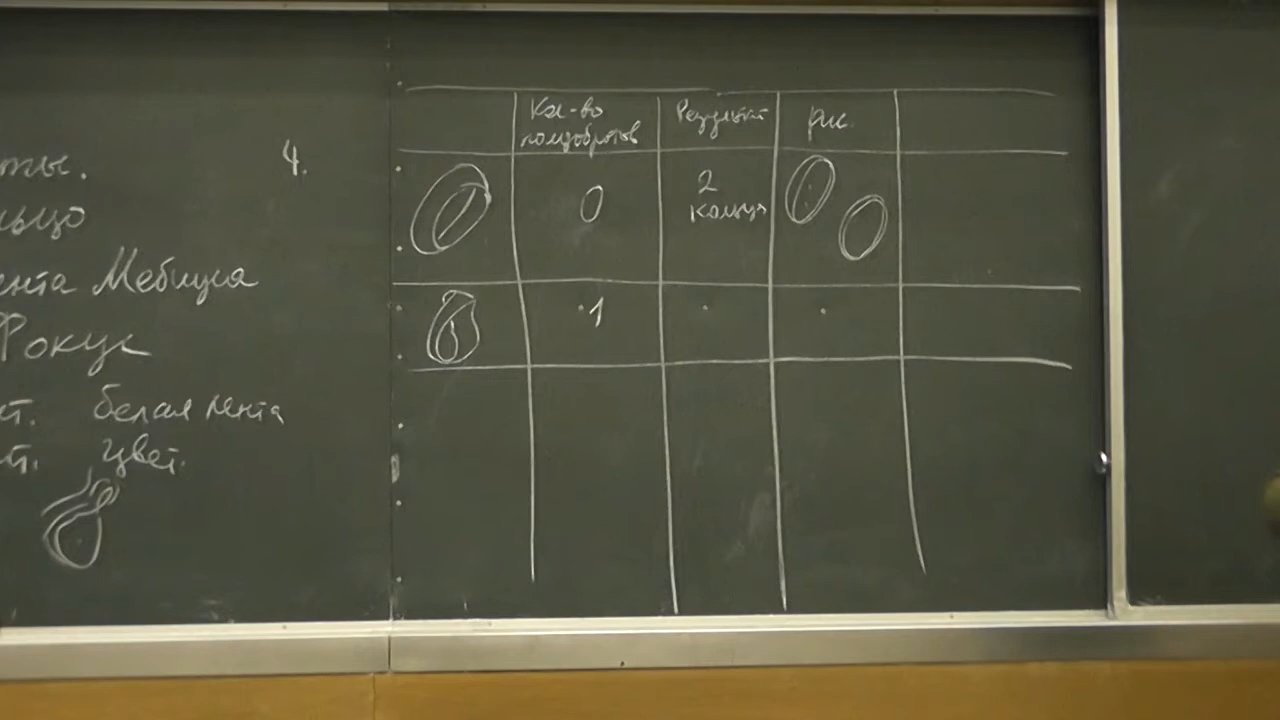 ты.
4.
льцо
ента Мебиуса
Фокус
т. белая лента
т. цвет.
Кол-во
полуоборотов
Результат
рис.
0
2
кольца
1